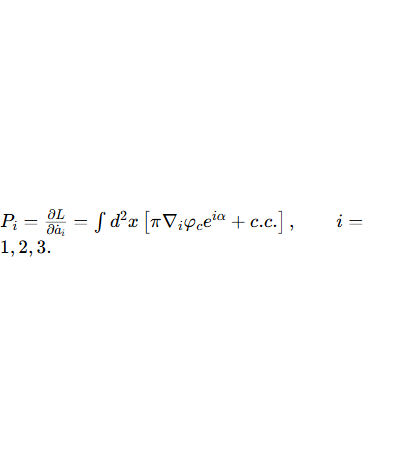 P_i = \frac{\partial L}{\partial \dot{a}_i} = \int d^2x \left[ \pi \nabla_i \varphi_c e^{i\alpha} + c.c. \right] , \qquad i =
1, 2, 3.